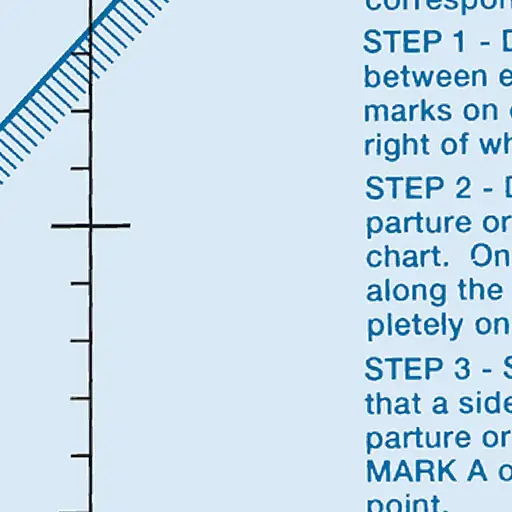 STEP 1 -
between
marks on
right of
STEP 2 -
parture or
chart. On
along the
pletely on
STEP 3 -
that a side
parture or
MARK A
point.